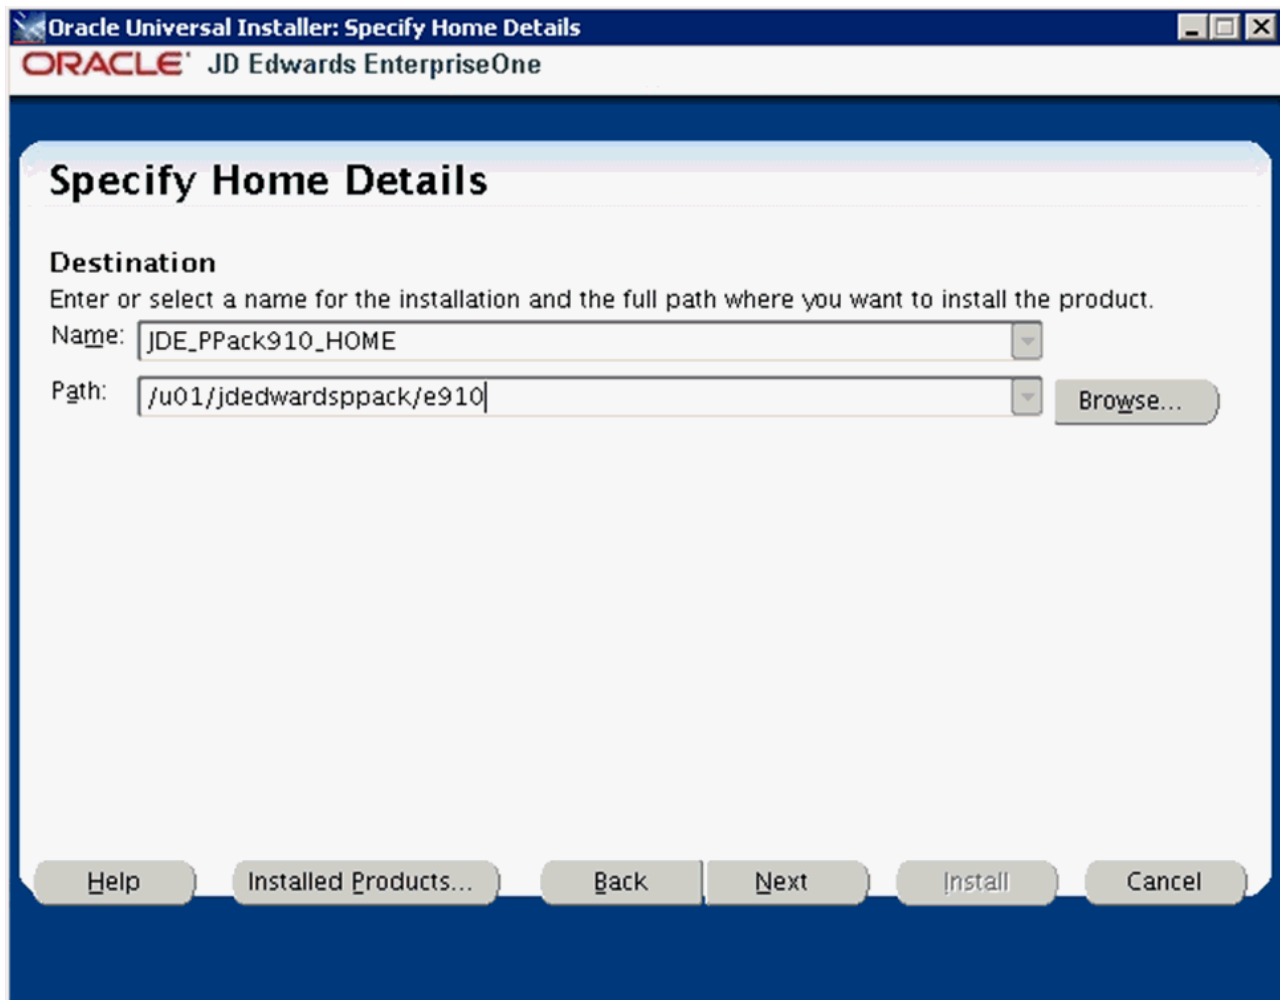 Oracle Universal Installer: Specify Home Details
ORACLE JD Edwards EnterpriseOne
Specify Home Details
Destination
Enter or select a name for the installation and the full path where you want to install the product.
Name: JDE_PPack910_HOME
Path: /u01/jdedwardsppack/e910 Browse...
Help Installed Products... Back Next Install Cancel